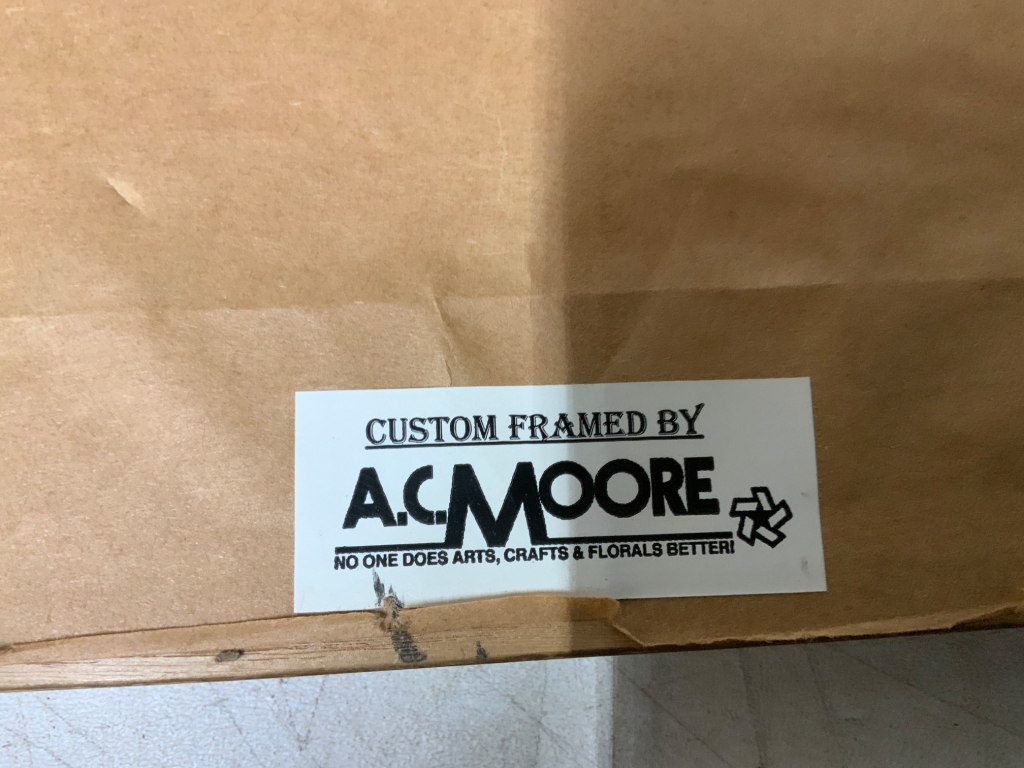 CUSTOM FRAMED BY
A.C. MOORE
NO ONE DOES ARTS, CRAFTS & FLORALS BETTER!